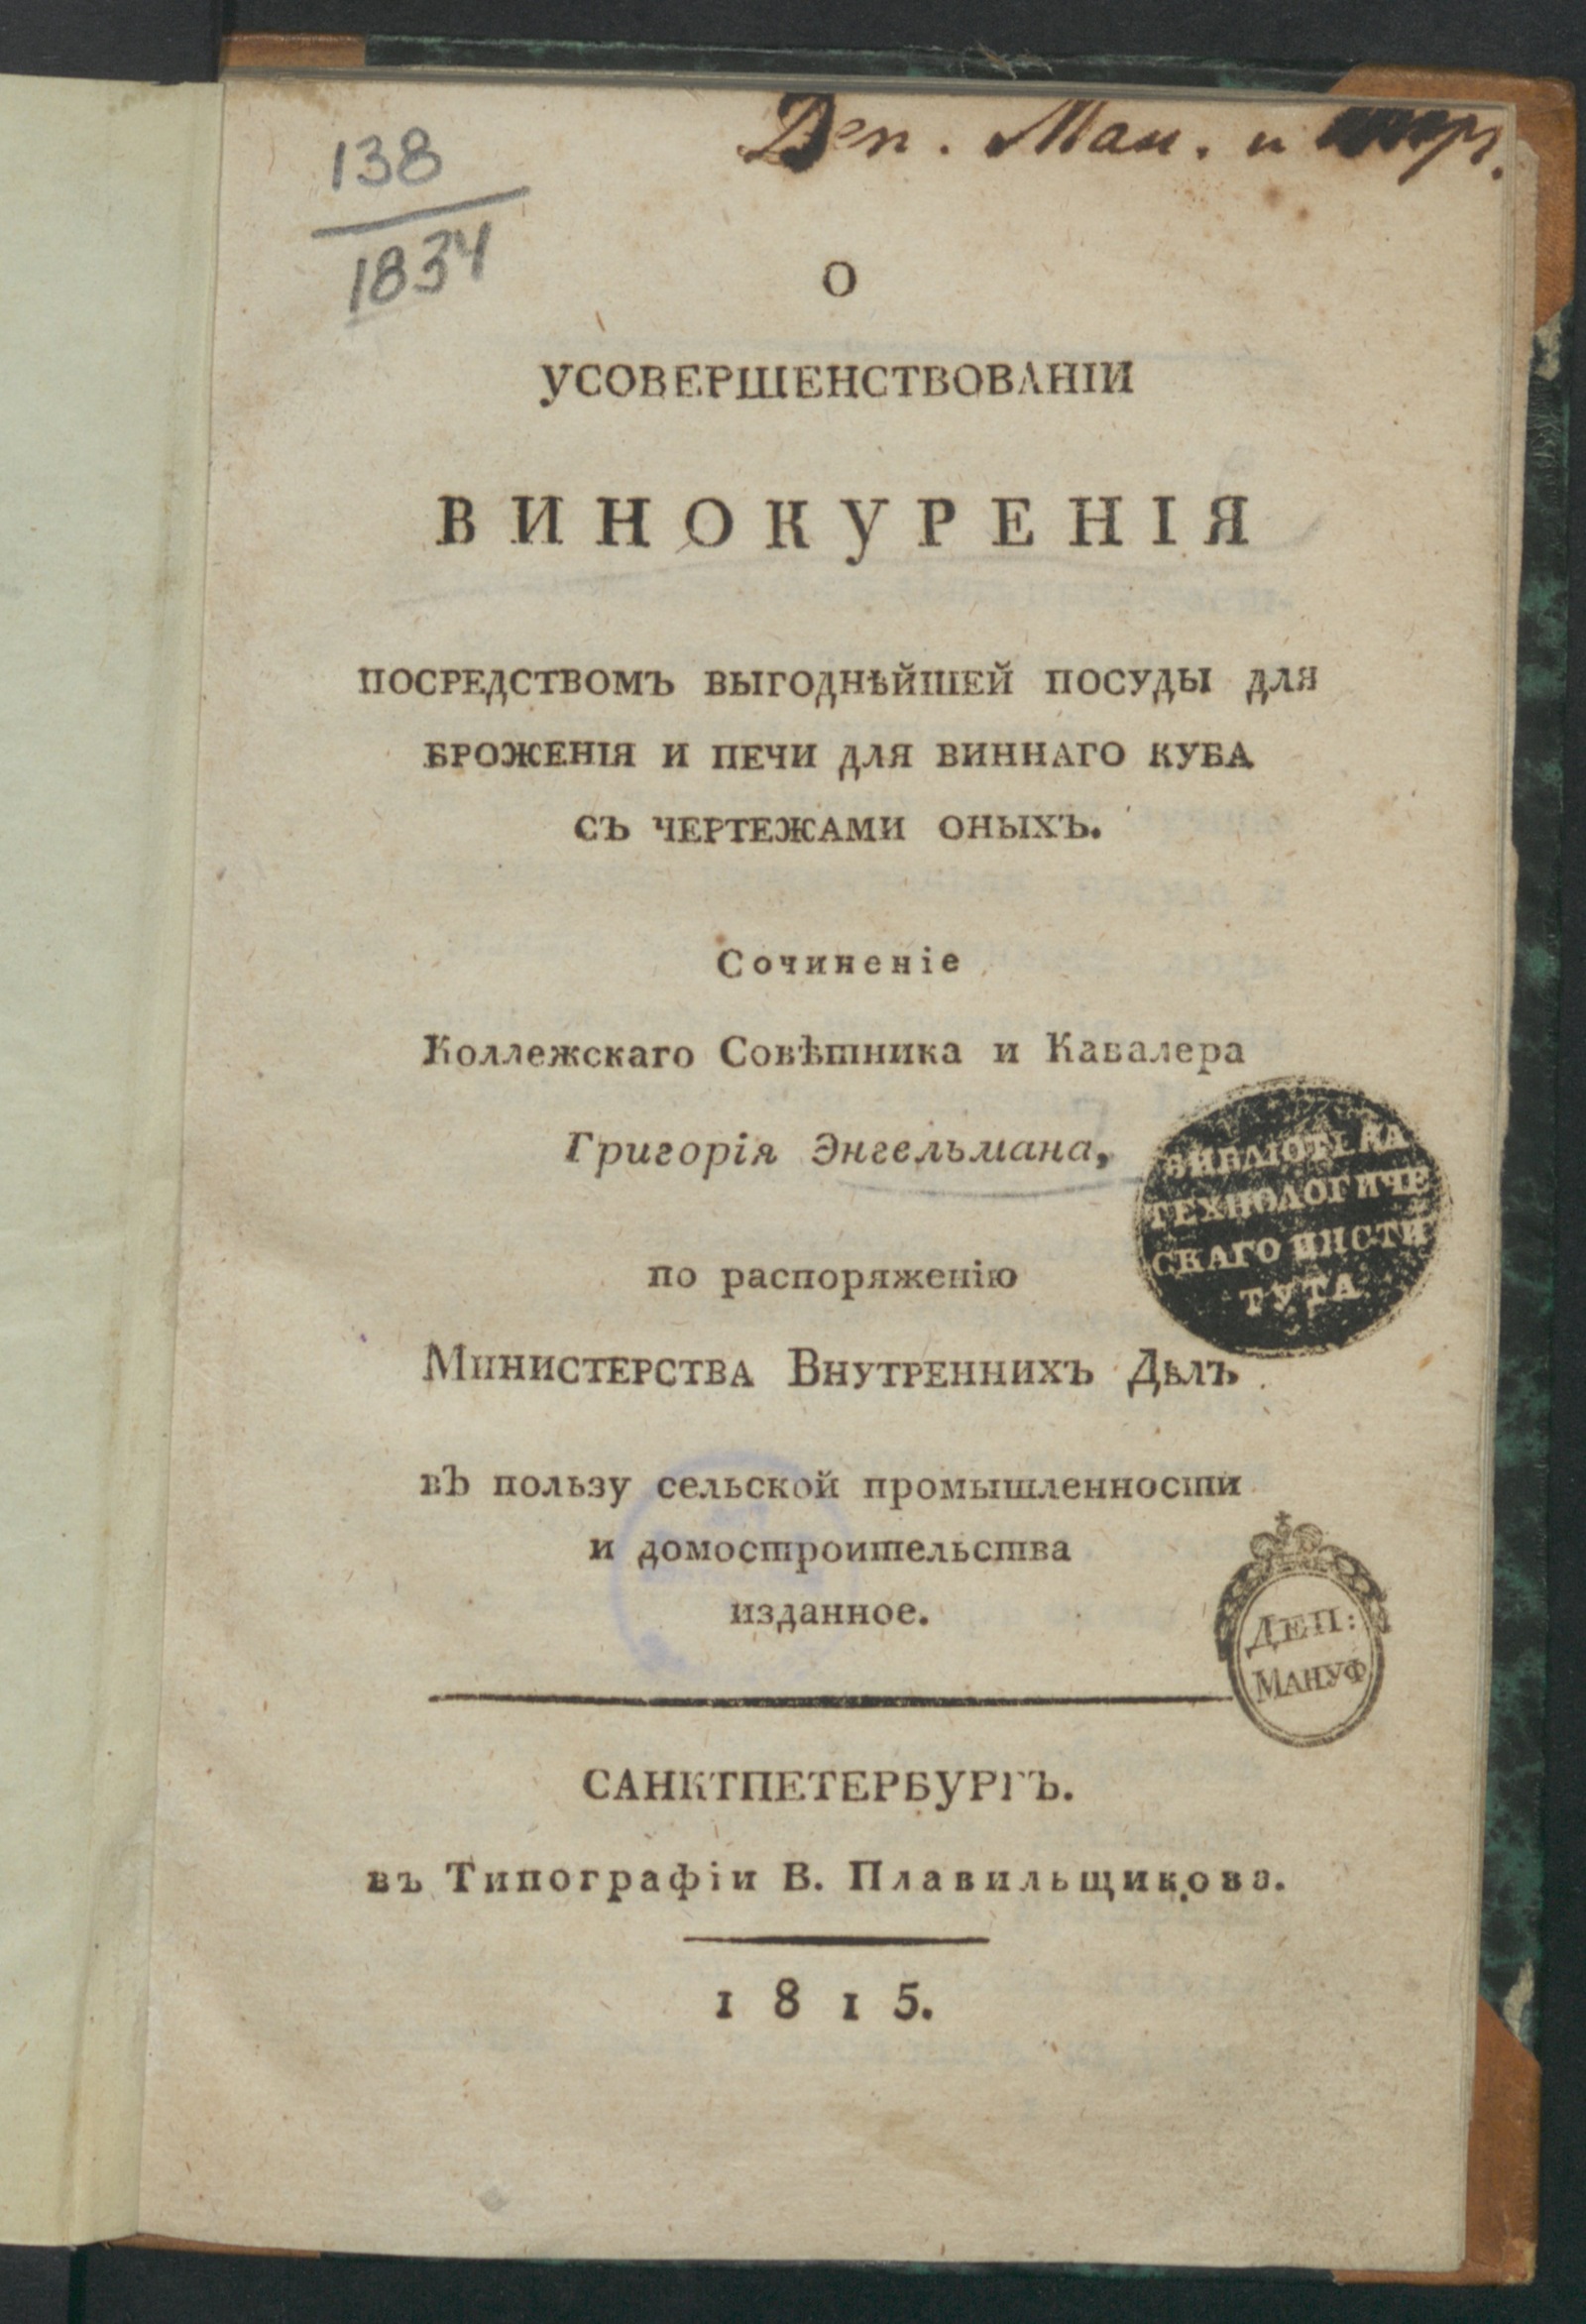 138
1834
Деп. Ман. и
О
УСОВЕРШЕНСТВОВАНІИ
ВИНОКУРЕНІЯ
ПОСРЕДСТВОМЪ ВЫГОДНѢЙШЕЙ ПОСУДЫ ДЛЯ
БРОЖЕНІЯ И ПЕЧИ ДЛЯ ВИННАГО КУБА
СЪ ЧЕРТЕЖАМИ ОНЫХЪ.
Сочиненіе
Коллежскаго Совѣтника и Кавалера
Григорія Энгельмана,
БИБЛІОТЕКА
ТЕХНОЛОГИЧЕ
СКАГО ИНСТИ
ТУТА
по распоряженію
Министерства Внутреннихъ Дѣлъ
въ пользу сельской промышленности
и домостроительства
изданное.
ДЕП:
МАНУФ
САНКТПЕТЕРБУРГЪ.
въ Типографіи В. Плавильщикова.
1815.